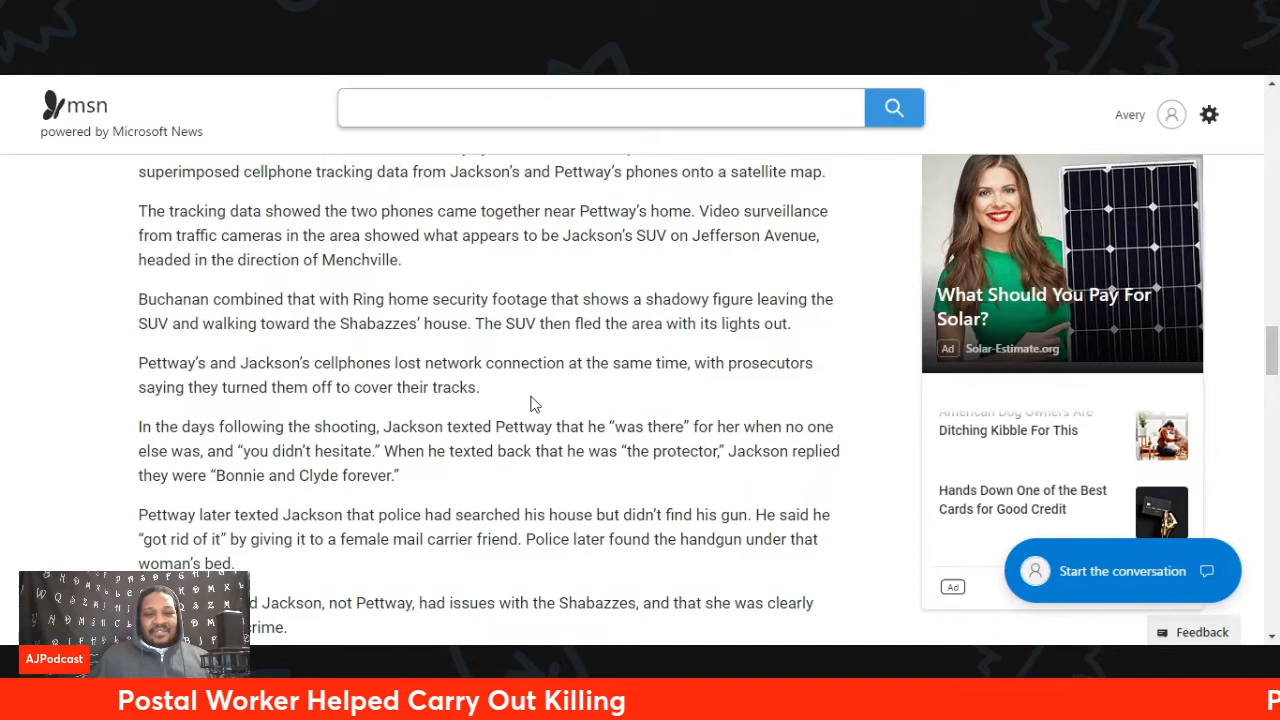 msn
powered by Microsoft News
Avery
superimposed cellphone tracking data from Jackson's and Pettway's phones onto a satellite map.
The tracking data showed the two phones came together near Pettway's home. Video surveillance
from traffic cameras in the area showed what appears to be Jackson's SUV on Jefferson Avenue,
headed in the direction of Menchville.
Buchanan combined that with Ring home security footage that shows a shadowy figure leaving the
SUV and walking toward the Shabazzes' house. The SUV then fled the area with its lights out.
Pettway's and Jackson's cellphones lost network connection at the same time, with prosecutors
saying they turned them off to cover their tracks.
In the days following the shooting, Jackson texted Pettway that he “was there” for her when no one
else was, and “you didn't hesitate.” When he texted back that he was “the protector,” Jackson replied
they were “Bonnie and Clyde forever.”
Pettway later texted Jackson that police had searched his house but didn't find his gun. He said he
“got rid of it” by giving it to a female mail carrier friend. Police later found the handgun under that
woman's bed.
d Jackson, not Pettway, had issues with the Shabazzes, and that she was clearly
rime.
What Should You Pay For
Solar?
Ad Solar-Estimate.org
American Dog Owners Are
Ditching Kibble For This
Hands Down One of the Best
Cards for Good Credit
Ad
Start the conversation
Feedback
AJPodcast
Postal Worker Helped Carry Out Killing
P